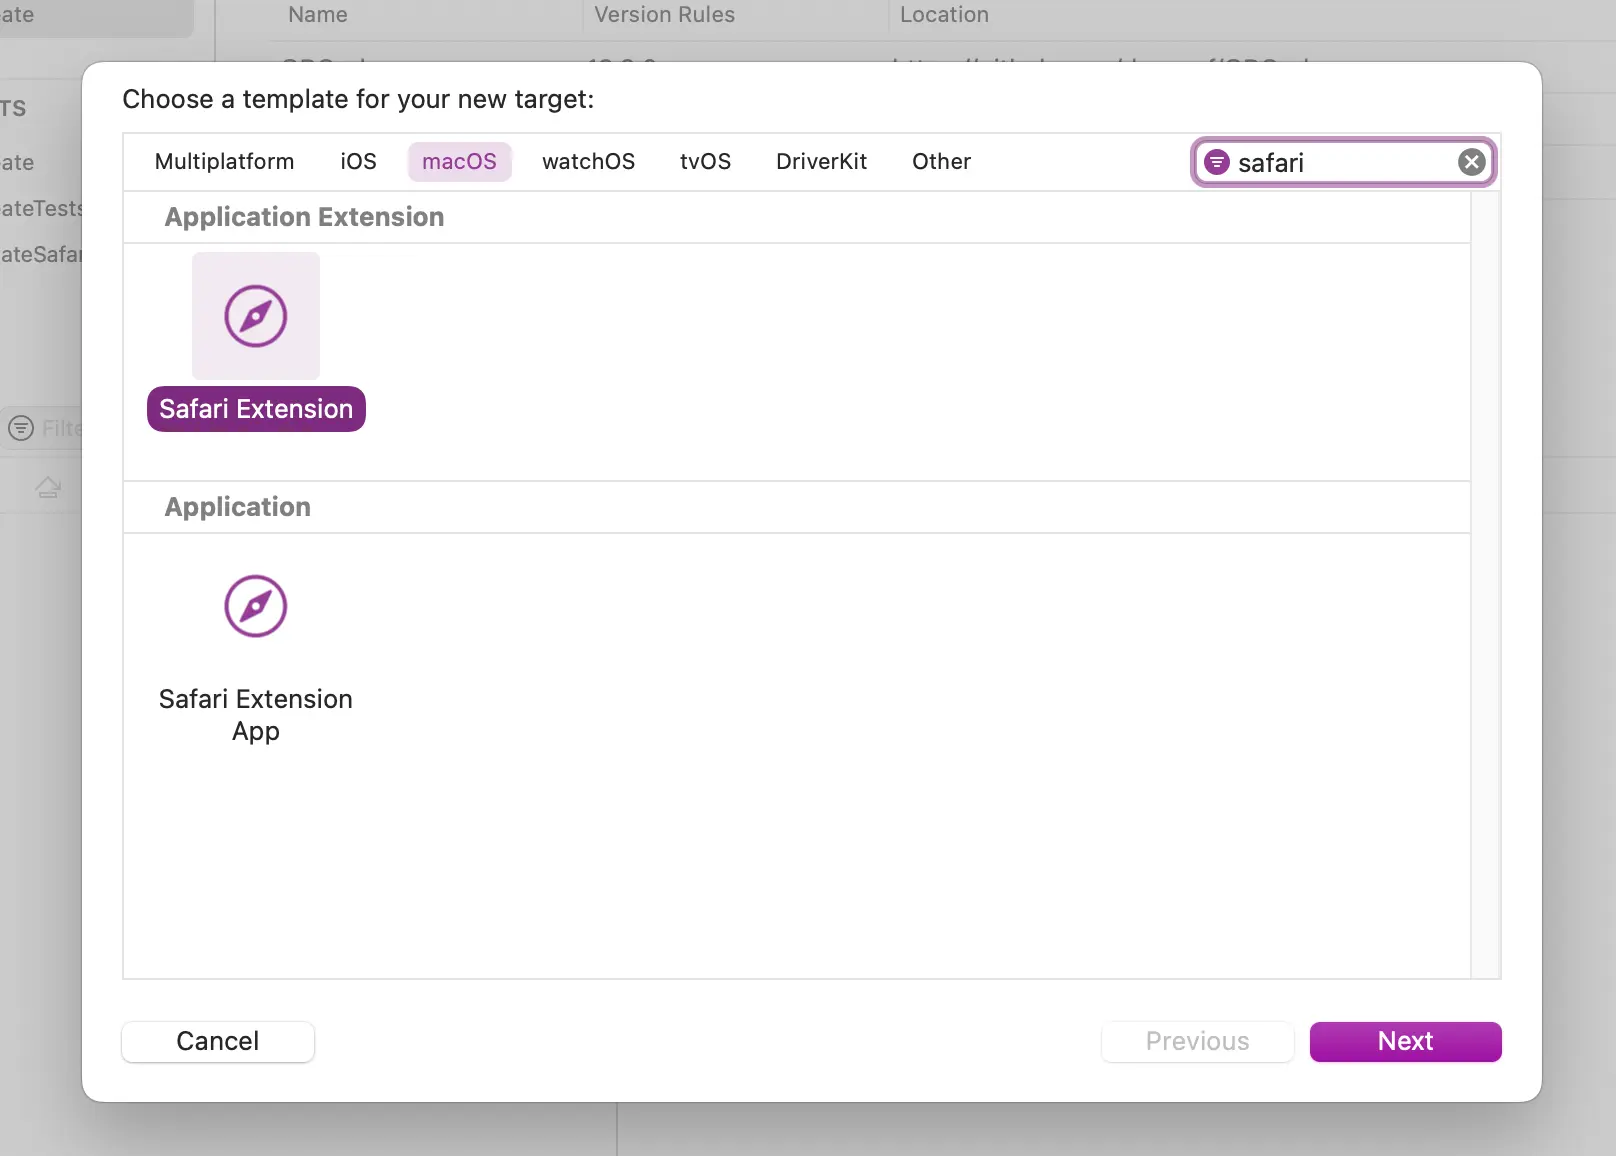 ate
Name Version Rules Location
TS
ate
ateTests
ateSafar
Filte
Choose a template for your new target:
Multiplatform iOS macOS watchOS tvOS DriverKit Other
safari
Application Extension
Safari Extension
Application
Safari Extension
App
Cancel Previous Next